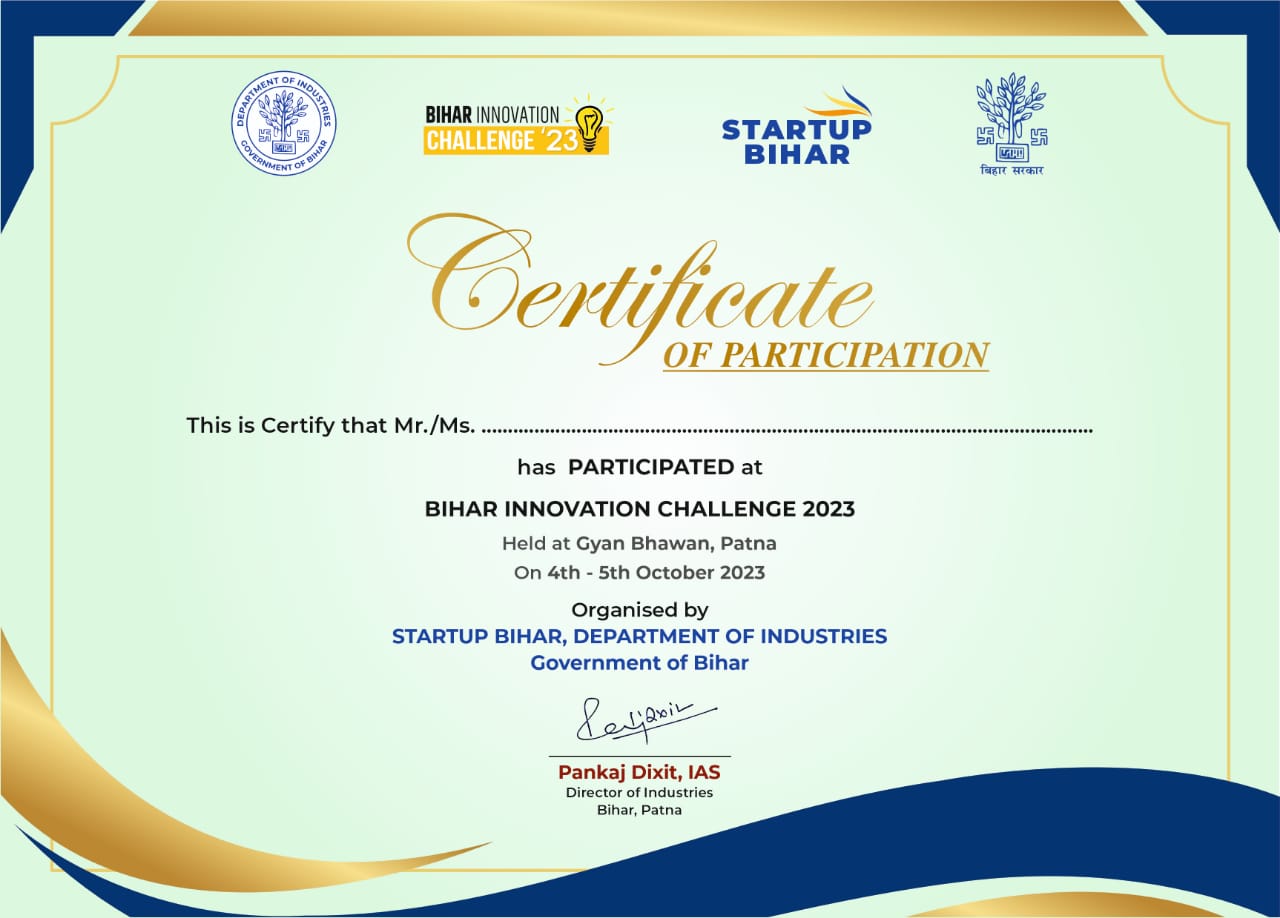 DEPARTMENT OF INDUSTRIES
GOVERNMENT OF BIHAR
BIHAR INNOVATION
CHALLENGE '23
STARTUP
BIHAR
बिहार सरकार
Certificate
OF PARTICIPATION
This is Certify that Mr./Ms. ....................................................................................................................
has PARTICIPATED at
BIHAR INNOVATION CHALLENGE 2023
Held at Gyan Bhawan, Patna
On 4th - 5th October 2023
Organised by
STARTUP BIHAR, DEPARTMENT OF INDUSTRIES
Government of Bihar
Pankaj Dixit, IAS
Director of Industries
Bihar, Patna